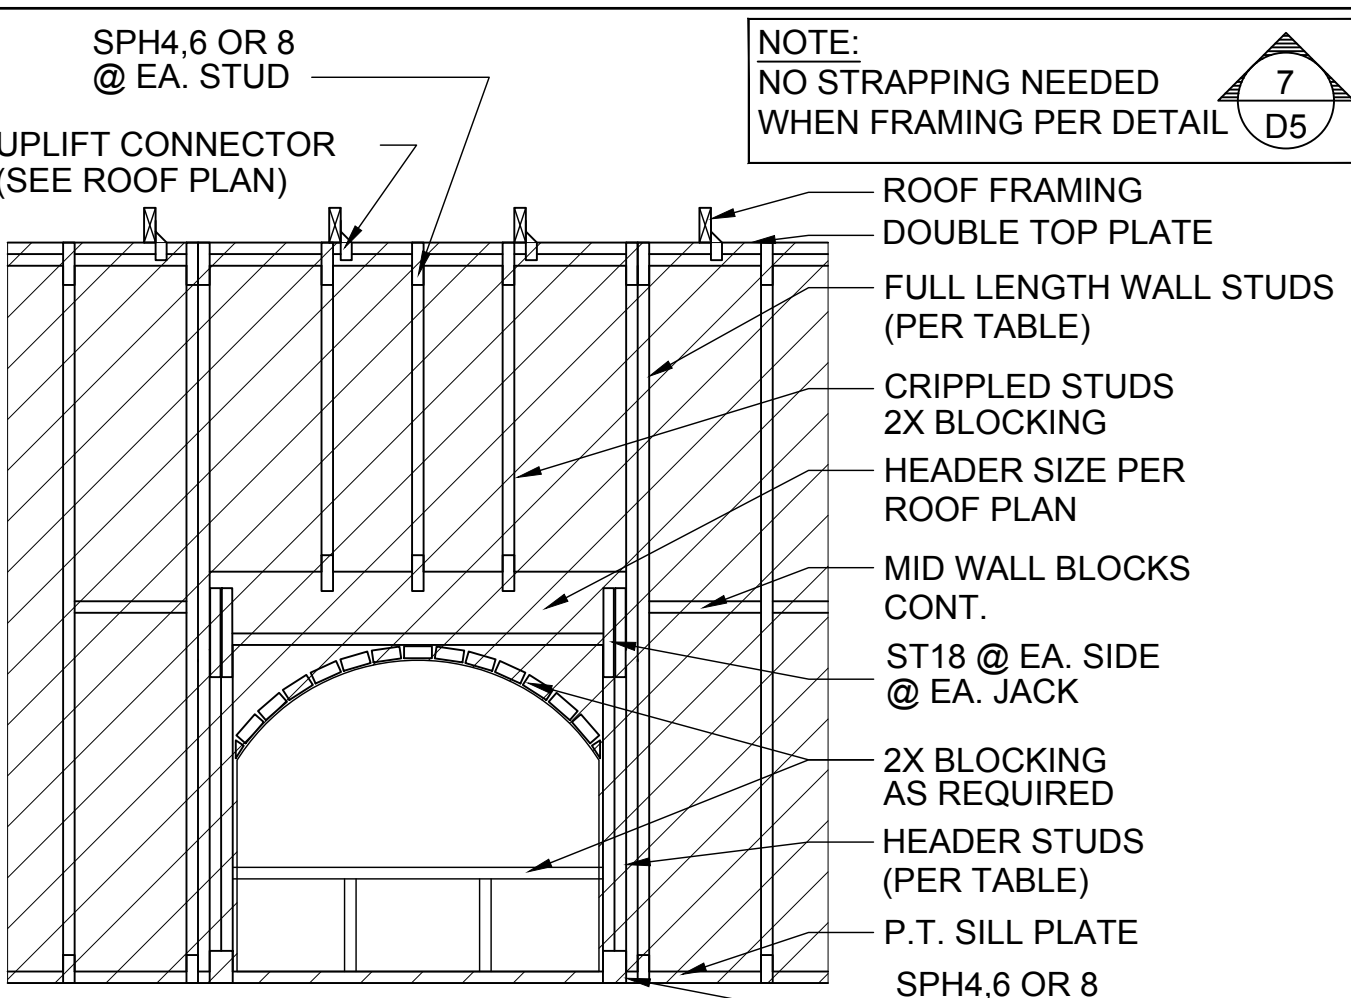 SPH4,6 OR 8
@ EA. STUD
UPLIFT CONNECTOR
(SEE ROOF PLAN)
NOTE:
NO STRAPPING NEEDED
WHEN FRAMING PER DETAIL
7
D5
ROOF FRAMING
DOUBLE TOP PLATE
FULL LENGTH WALL STUDS
(PER TABLE)
CRIPPLED STUDS
2X BLOCKING
HEADER SIZE PER
ROOF PLAN
MID WALL BLOCKS
CONT.
ST18 @ EA. SIDE
@ EA. JACK
2X BLOCKING
AS REQUIRED
HEADER STUDS
(PER TABLE)
P.T. SILL PLATE
SPH4,6 OR 8